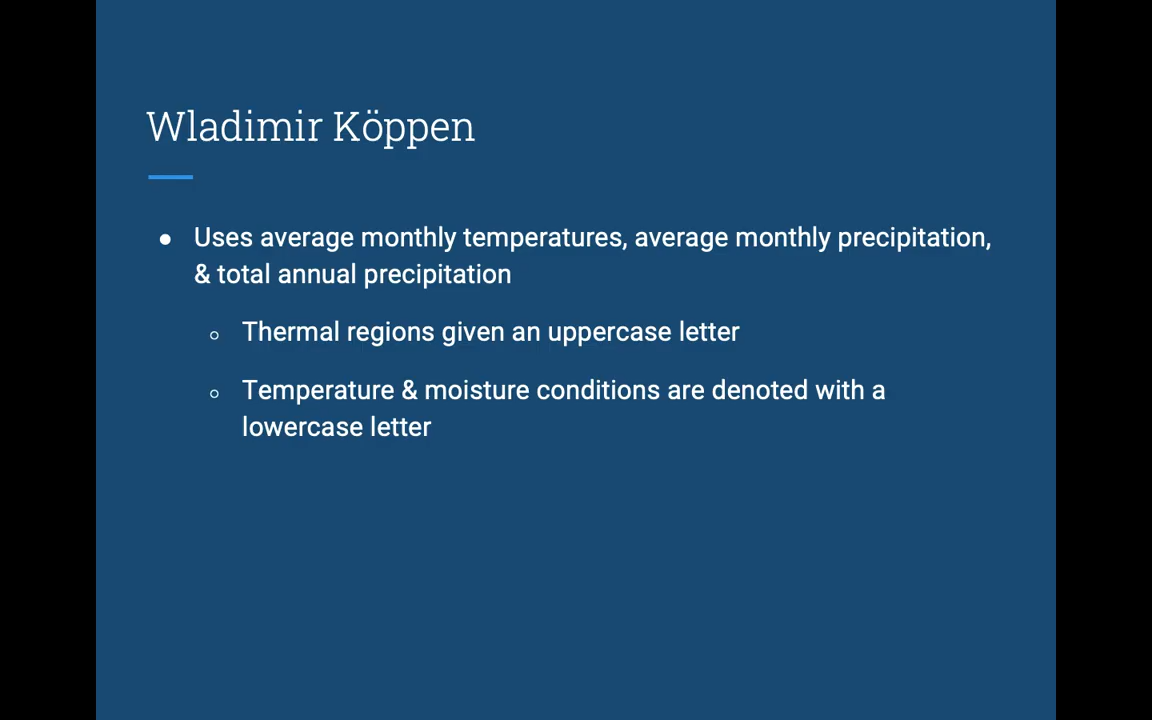 Wladimir Köppen
● Uses average monthly temperatures, average monthly precipitation,
& total annual precipitation
○ Thermal regions given an uppercase letter
○ Temperature & moisture conditions are denoted with a
lowercase letter